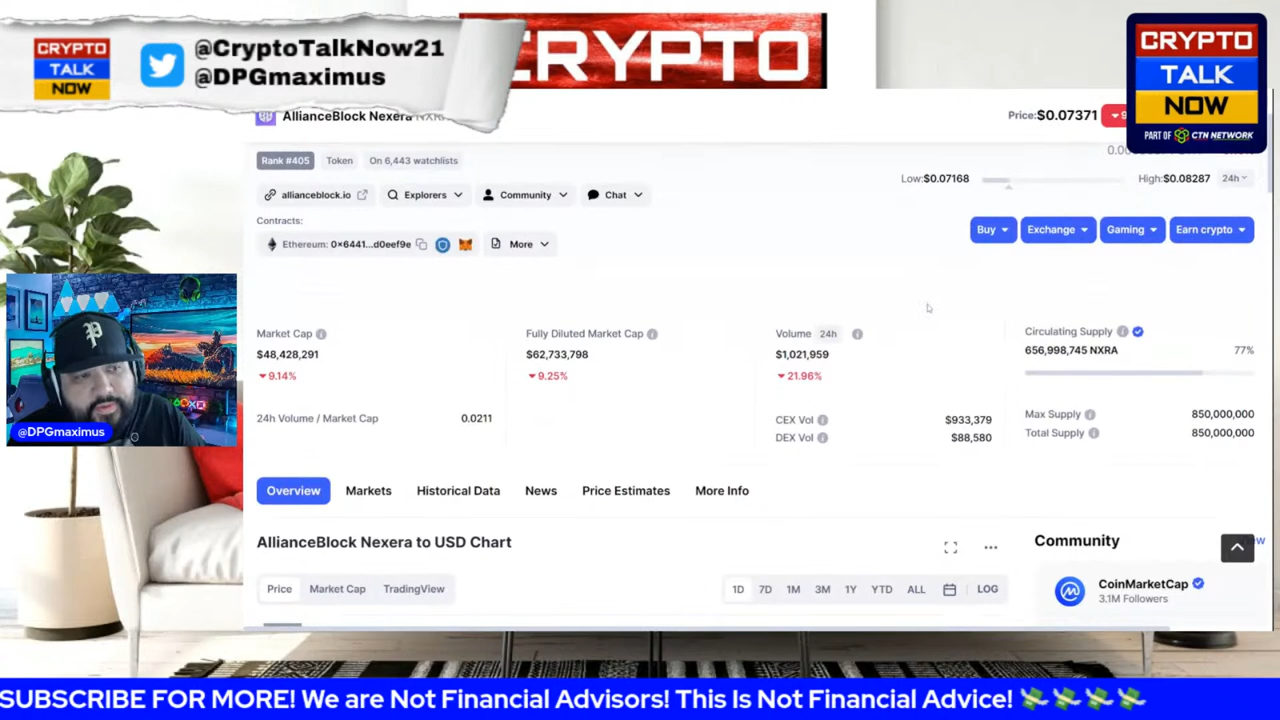 CRYPTO
TALK
NOW
@CryptoTalkNow21
@DPGmaximus
CRYPTO
CRYPTO
TALK
NOW
PART OF CTN NETWORK
AllianceBlock Nexera
Price: $0.07371
Rank #405 Token On 6,443 watchlists
Low: $0.07168 High: $0.08287 24h
allianceblock.io Explorers Community Chat
Contracts:
Ethereum: 0x6441...d0eef9e More
Buy Exchange Gaming Earn crypto
Market Cap
$48,428,291
9.14%
24h Volume / Market Cap 0.0211
Fully Diluted Market Cap
$62,733,798
9.25%
Volume 24h
$1,021,959
21.96%
CEX Vol $933,379
DEX Vol $88,580
Circulating Supply
656,998,745 NXRA 77%
Max Supply 850,000,000
Total Supply 850,000,000
@DPGmaximus
Overview Markets Historical Data News Price Estimates More Info
AllianceBlock Nexera to USD Chart
Price Market Cap TradingView
1D 7D 1M 3M 1Y YTD ALL LOG
Community
CoinMarketCap
3.1M Followers
SUBSCRIBE FOR MORE! We are Not Financial Advisors! This Is Not Financial Advice!